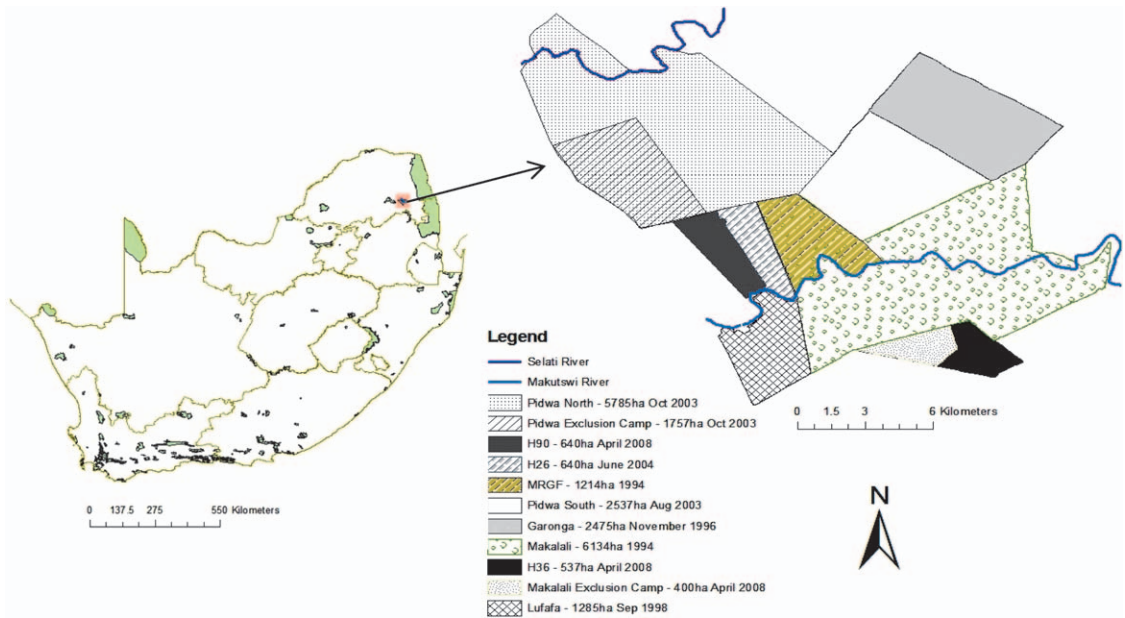 Legend
Selati River
Makutswi River
Pidwa North - 5785ha Oct 2003
Pidwa Exclusion Camp - 1757ha Oct 2003
H90 - 640ha April 2008
H26 - 640ha June 2004
MRGF - 1214ha 1994
Pidwa South - 2537ha Aug 2003
Garonga - 2475ha November 1996
Makalali - 6134ha 1994
H36 - 537ha April 2008
Makalali Exclusion Camp - 400ha April 2008
Lufafa - 1285ha Sep 1998
0 1.5 3 6 Kilometers
0 137.5 275 550 Kilometers
N